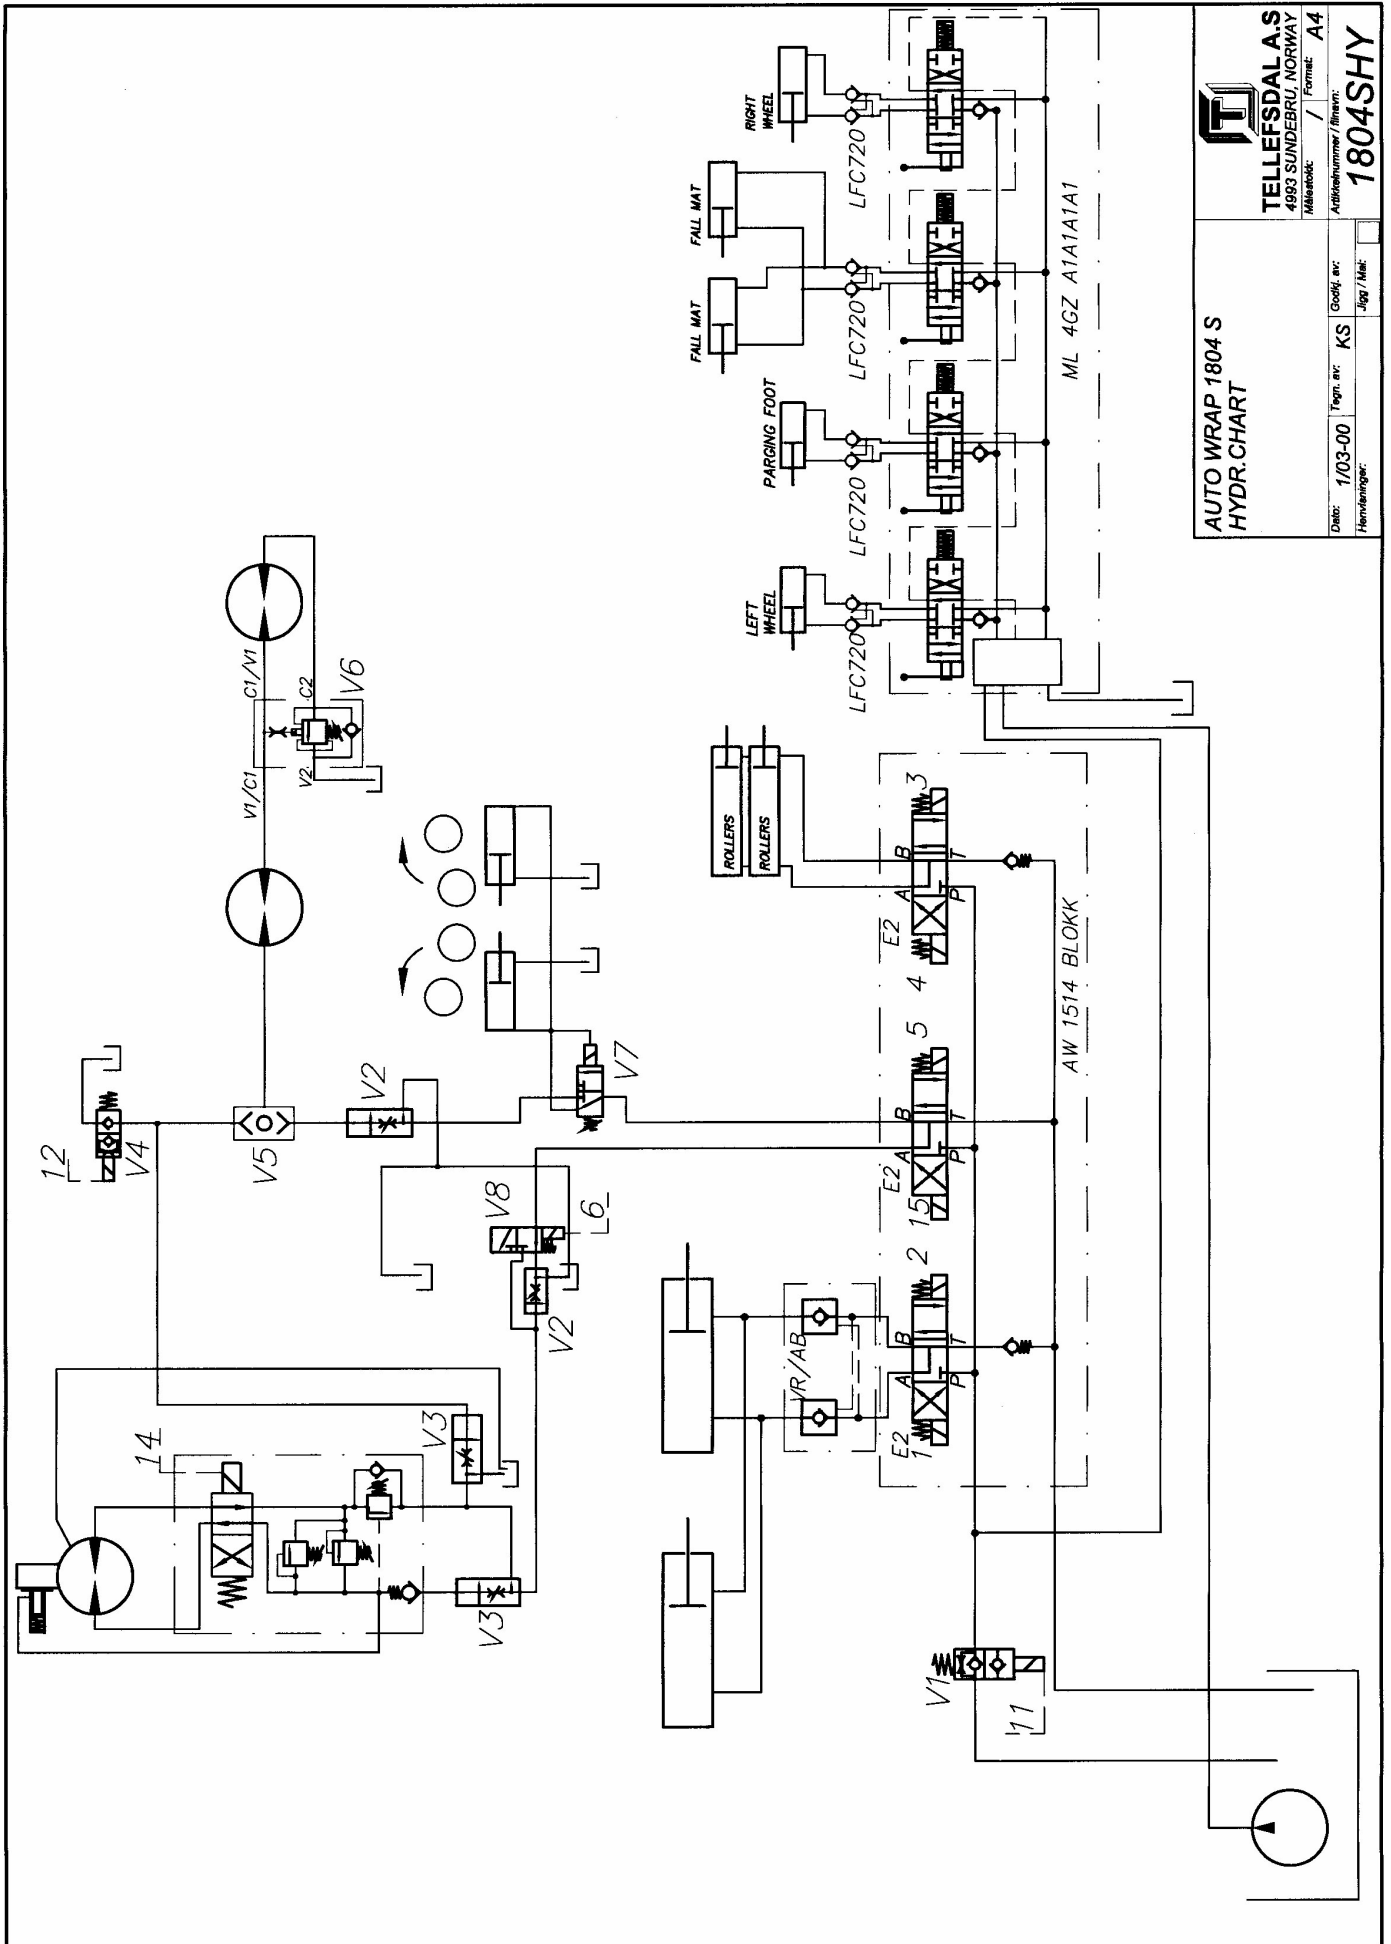 RIGHT
WHEEL
FALL MAT
FALL MAT
PARGING FOOT
LEFT
WHEEL
LFC720
LFC720
LFC720
LFC720
ML 4GZ A1A1A1A1
C1/V1
C2
V6
V1/C1
V2
12
V4
V5
V2
V7
V8
6
V2
14
V3
V3
ROLLERS
ROLLERS
3
A
B
P
T
E2
4
5
A
B
P
T
E2
15
2
A
B
P
T
E2
1
VR/AB
AW 1514 BLOKK
V1
11
AUTO WRAP 1804 S
HYDR.CHART
Dato:
1/03-00
Tegn. av:
KS
Godkj. av:
Henvisninger:
Jigg / Mal:
TELLEFSDAL A.S
4993 SUNDEBRU, NORWAY
Målestokk:
/
Format:
A4
Artikkelnummer / filnavn:
1804SHY